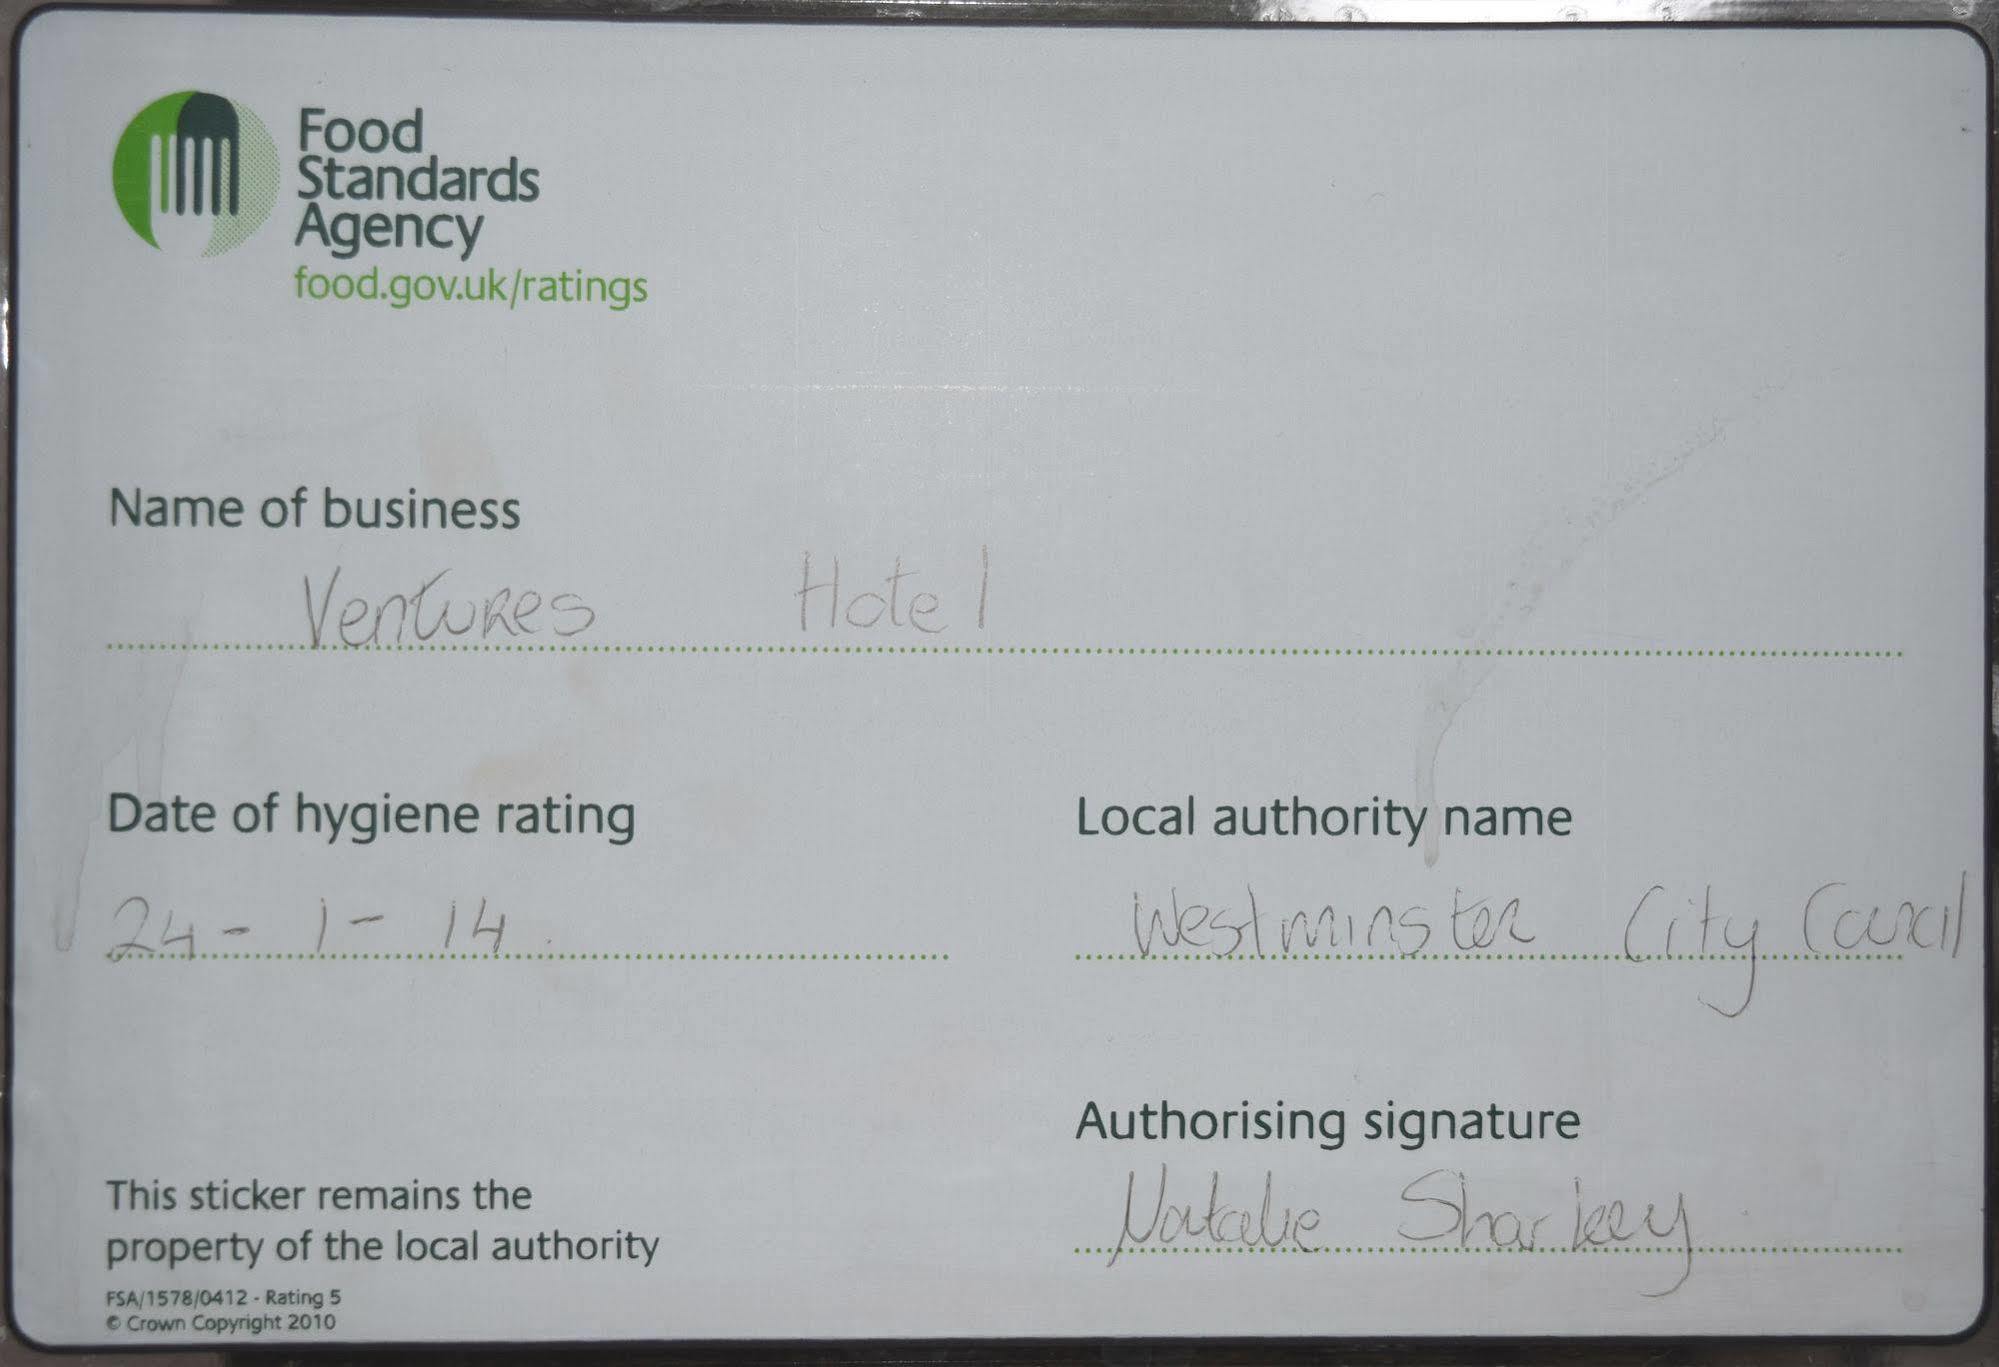 Food
Standards
Agency
food.gov.uk/ratings
Name of business
Ventures Hotel
Date of hygiene rating
24 - 1 - 14.
Local authority name
Westminster City Council
Authorising signature
Natalie Sharkey
This sticker remains the
property of the local authority
FSA/1578/0412 - Rating 5
© Crown Copyright 2010